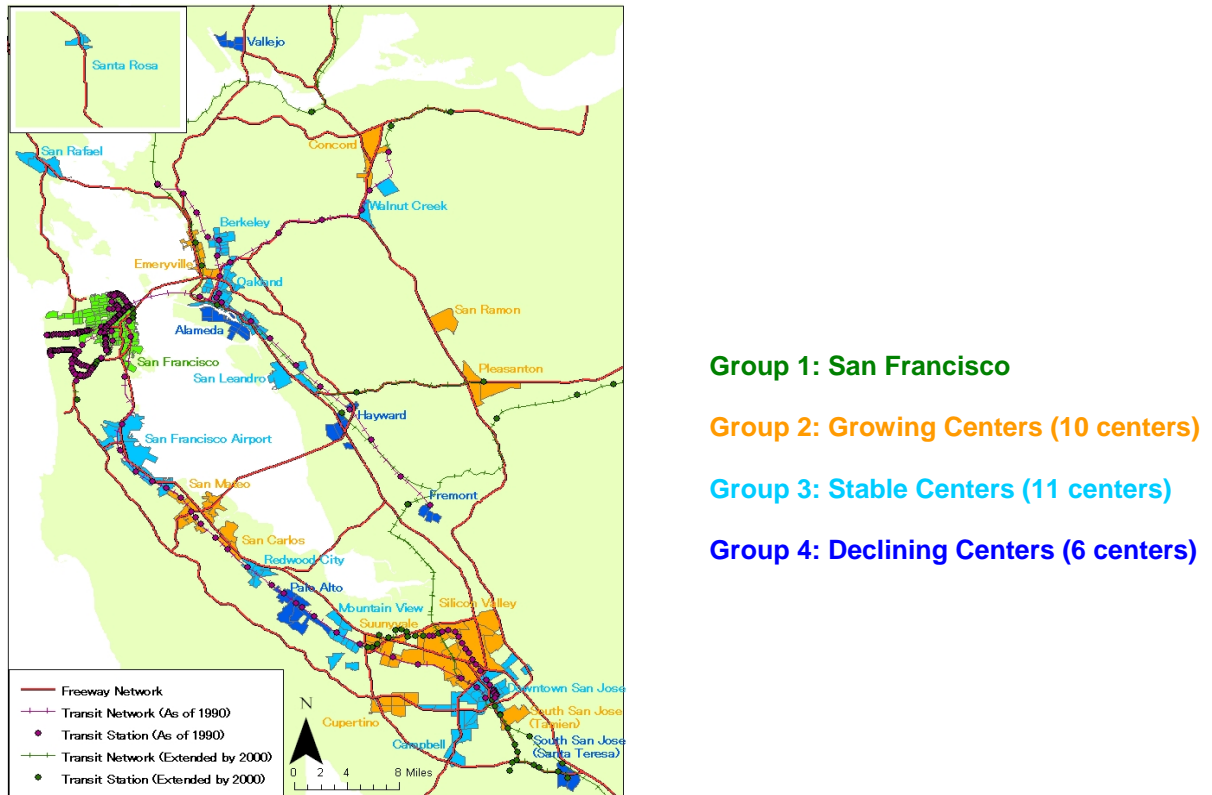 Vallejo
Santa Rosa
San Rafael
Concord
Walnut Creek
Berkeley
Emeryville
Oakland
San Ramon
Alameda
San Francisco
Pleasanton
San Leandro
Hayward
San Francisco Airport
San Mateo
Fremont
San Carlos
Redwood City
Palo Alto
Mountain View
Silicon Valley
Suunyvale
Downtown San Jose
Cupertino
South San Jose
(Tamien)
Campbell
South San Jose
(Santa Teresa)
Freeway Network
Transit Network (As of 1990)
Transit Station (As of 1990)
Transit Network (Extended by 2000)
Transit Station (Extended by 2000)
N
0 2 4 8 Miles
Group 1: San Francisco
Group 2: Growing Centers (10 centers)
Group 3: Stable Centers (11 centers)
Group 4: Declining Centers (6 centers)